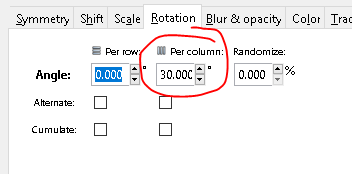 Symmetry Shift Scale Rotation Blur & opacity Color
Per row: Per column: Randomize:
Angle: 0.000 ° 30.000 ° 0.000 %
Alternate:
Cumulate: